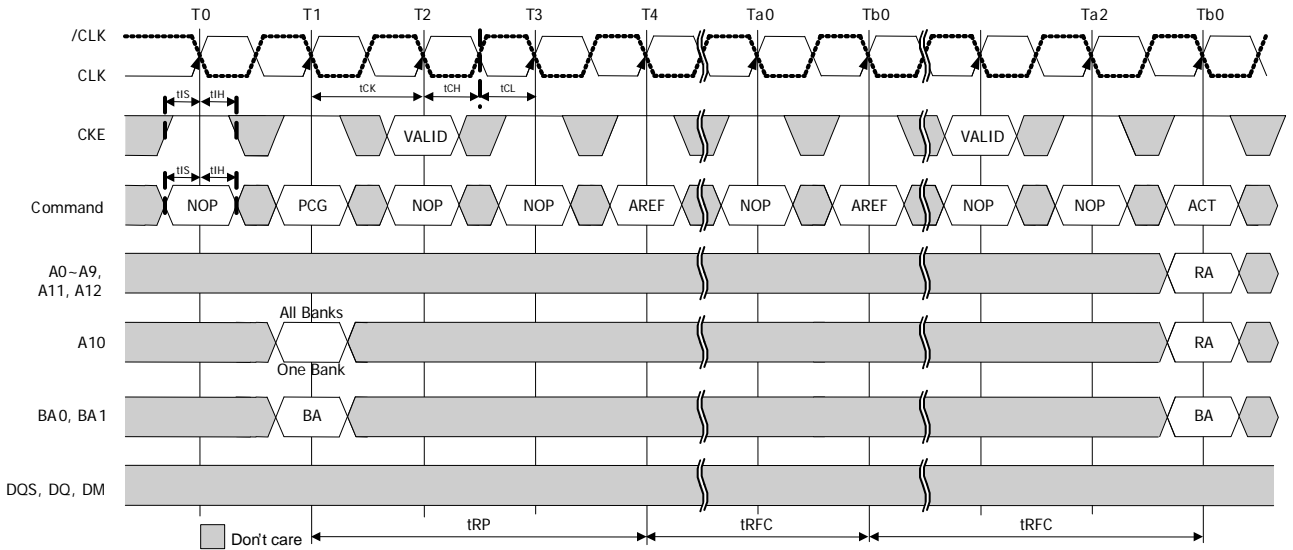 T0 T1 T2 T3 T4 Ta0 Tb0 Ta2 Tb0
/CLK
CLK
tCK tCH tCL
tIS tIH
CKE VALID VALID
tIS tIH
Command NOP PCG NOP NOP AREF NOP AREF NOP NOP ACT
A0~A9,
A11, A12
RA
All Banks
A10 RA
One Bank
BA0, BA1 BA BA
DQS, DQ, DM
Don't care
tRP tRFC tRFC